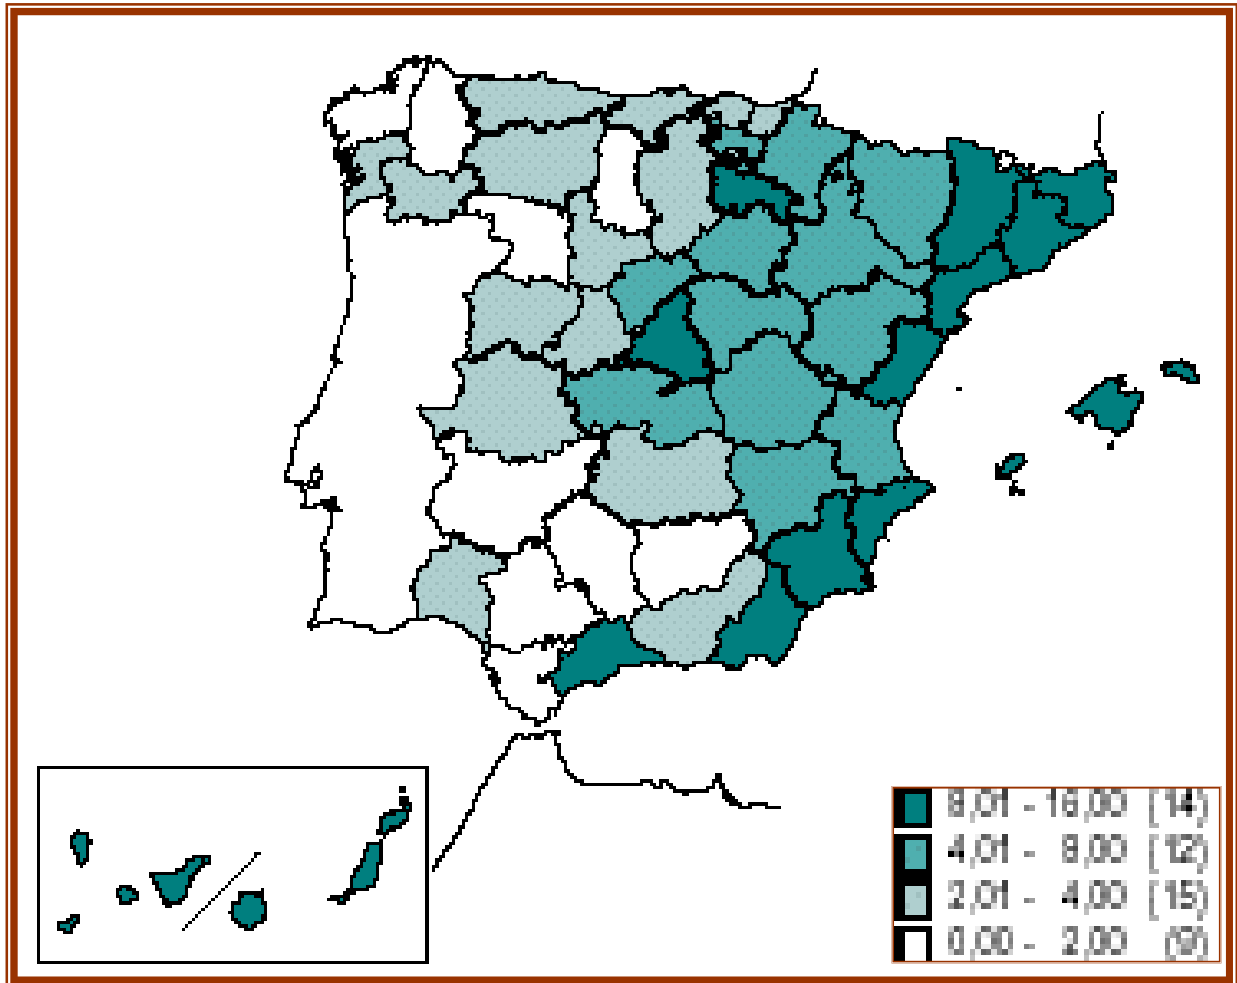 8,01 - 16,00 [14]
4,01 - 8,00 [12]
2,01 - 4,00 [15]
0,00 - 2,00 (9)